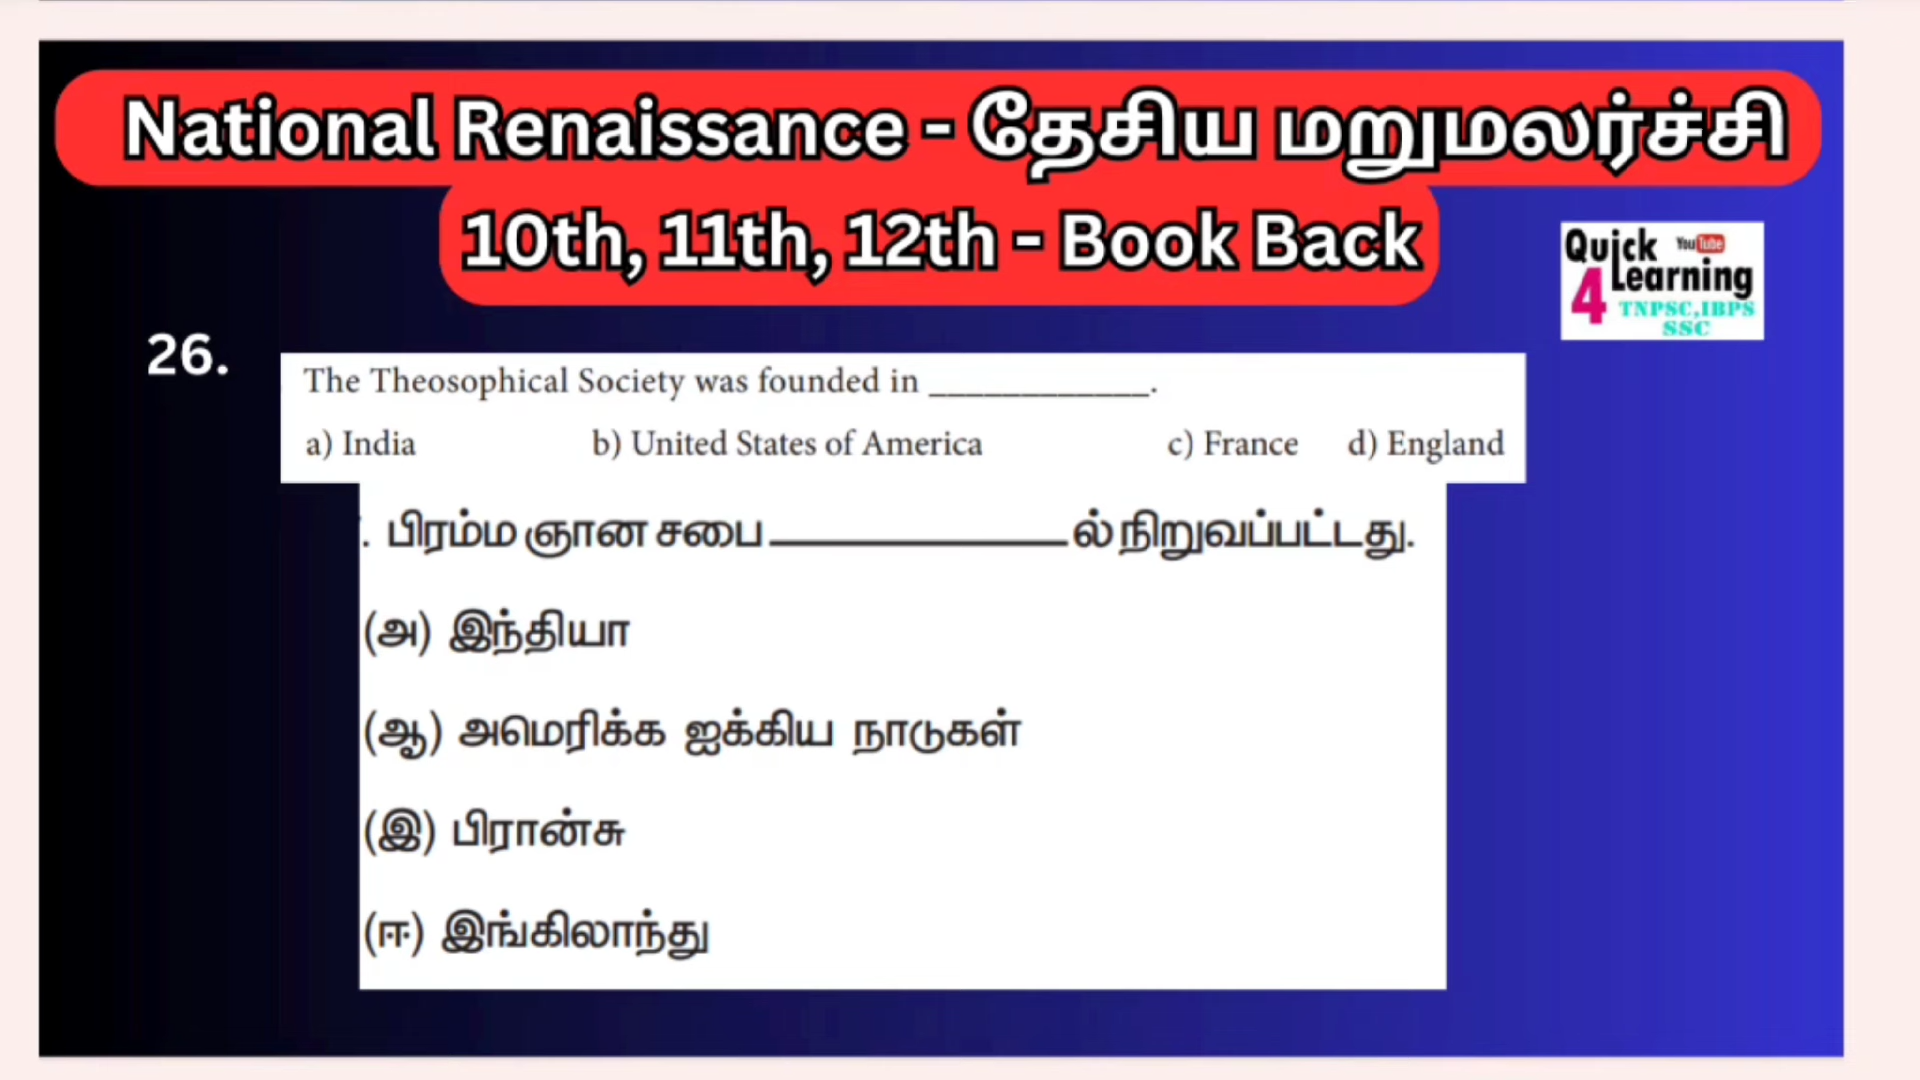 National Renaissance - தேசிய மறுமலர்ச்சி
10th, 11th, 12th - Book Back
Quick YouTube
4 Learning
TNPSC,IBPS
SSC
26.
The Theosophical Society was founded in ____________.
a) India b) United States of America c) France d) England
. பிரம்ம ஞான சபை ____________ ல் நிறுவப்பட்டது.
(அ) இந்தியா
(ஆ) அமெரிக்க ஐக்கிய நாடுகள்
(இ) பிரான்சு
(ஈ) இங்கிலாந்து